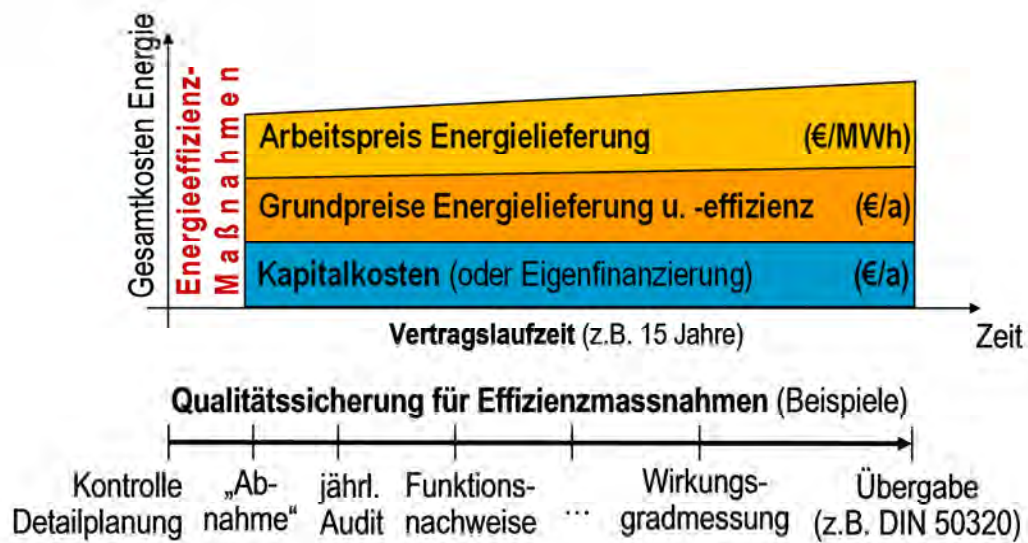 Gesamtkosten Energie
Energieeffizienz-
Maßnahmen
Arbeitspreis Energielieferung (€/MWh)
Grundpreise Energielieferung u. -effizienz (€/a)
Kapitalkosten (oder Eigenfinanzierung) (€/a)
Vertragslaufzeit (z.B. 15 Jahre)
Zeit
Qualitätssicherung für Effizienzmassnahmen (Beispiele)
Kontrolle
Detailplanung
„Ab-
nahme“
jährl.
Audit
Funktions-
nachweise
...
Wirkungs-
gradmessung
Übergabe
(z.B. DIN 50320)